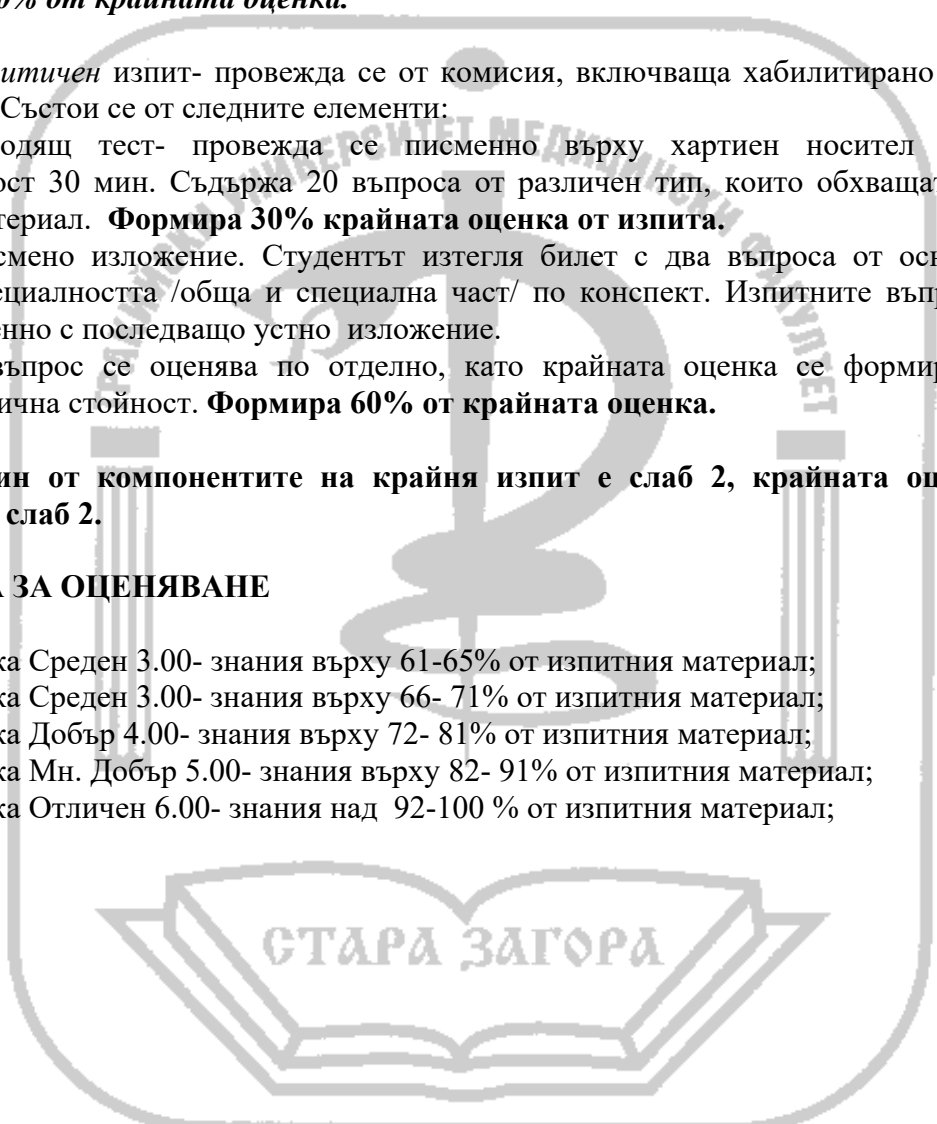 % от крайната оценка.
итичен изпит- провежда се от комисия, включваща хабилитирано
Състои се от следните елементи:
одящ тест- провежда се писменно върху хартиен носител
ост 30 мин. Съдържа 20 въпроса от различен тип, които обхващат
териал. Формира 30% крайната оценка от изпита.
смено изложение. Студентът изтегля билет с два въпроса от осн
ециалността /обща и специална част/ по конспект. Изпитните въпр
енно с последващо устно изложение.
въпрос се оценява по отделно, като крайната оценка се формир
ична стойност. Формира 60% от крайната оценка.
ин от компонентите на крайня изпит е слаб 2, крайната оц
слаб 2.
А ЗА ОЦЕНЯВАНЕ
ка Среден 3.00- знания върху 61-65% от изпитния материал;
ка Среден 3.00- знания върху 66- 71% от изпитния материал;
ка Добър 4.00- знания върху 72- 81% от изпитния материал;
ка Мн. Добър 5.00- знания върху 82- 91% от изпитния материал;
ка Отличен 6.00- знания над 92-100 % от изпитния материал;
ТРАКИЙСКИ УНИВЕРСИТЕТ МЕДИЦИНСКИ ФАКУЛТЕТ
СТАРА ЗАГОРА